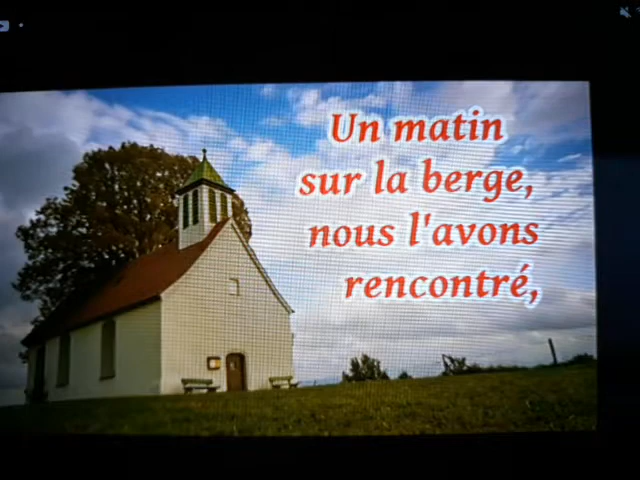 Un matin
sur la berge,
nous l'avons
rencontré,